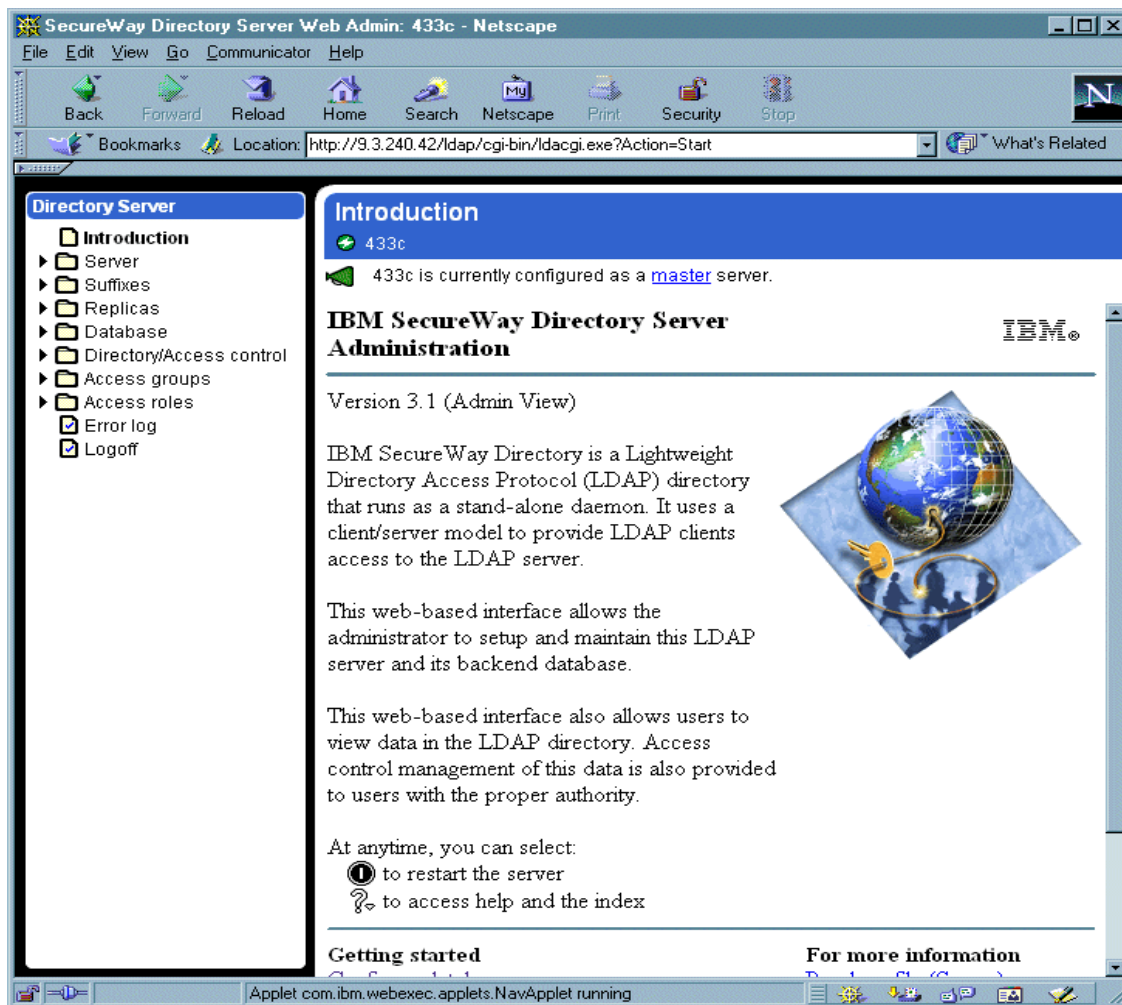 SecureWay Directory Server Web Admin: 433c - Netscape
File Edit View Go Communicator Help
Back Forward Reload Home Search Netscape Print Security Stop
My
N
Bookmarks Location: http://9.3.240.42/ldap/cgi-bin/ldacgi.exe?Action=Start What's Related
Directory Server
Introduction
Server
Suffixes
Replicas
Database
Directory/Access control
Access groups
Access roles
Error log
Logoff
Introduction
433c
433c is currently configured as a master server.
IBM SecureWay Directory Server
Administration
IBM®
Version 3.1 (Admin View)
IBM SecureWay Directory is a Lightweight
Directory Access Protocol (LDAP) directory
that runs as a stand-alone daemon. It uses a
client/server model to provide LDAP clients
access to the LDAP server.
This web-based interface allows the
administrator to setup and maintain this LDAP
server and its backend database.
This web-based interface also allows users to
view data in the LDAP directory. Access
control management of this data is also provided
to users with the proper authority.
At anytime, you can select:
to restart the server
to access help and the index
Getting started
For more information
Applet com.ibm.webexec.applets.NavApplet running